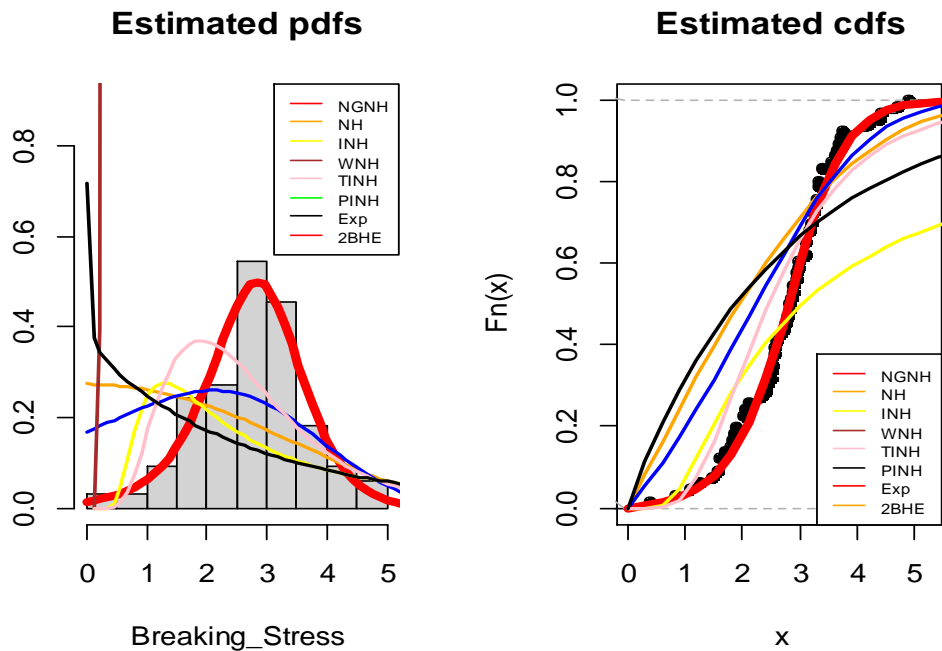 Estimated pdfs
0.0 0.2 0.4 0.6 0.8
NGNH
NH
INH
WNH
TINH
PINH
Exp
2BHE
0 1 2 3 4 5
Breaking_Stress
Estimated cdfs
Fn(x)
0.0 0.2 0.4 0.6 0.8 1.0
NGNH
NH
INH
WNH
TINH
PINH
Exp
2BHE
0 1 2 3 4 5
x